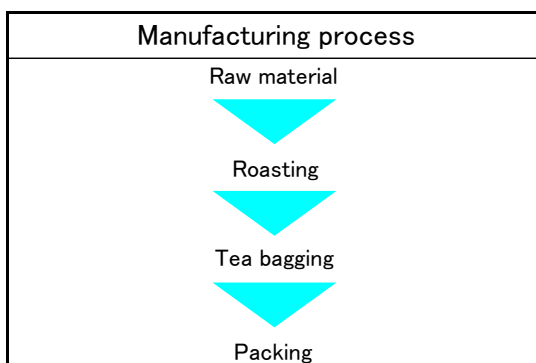 Manufacturing process
Raw material
Roasting
Tea bagging
Packing